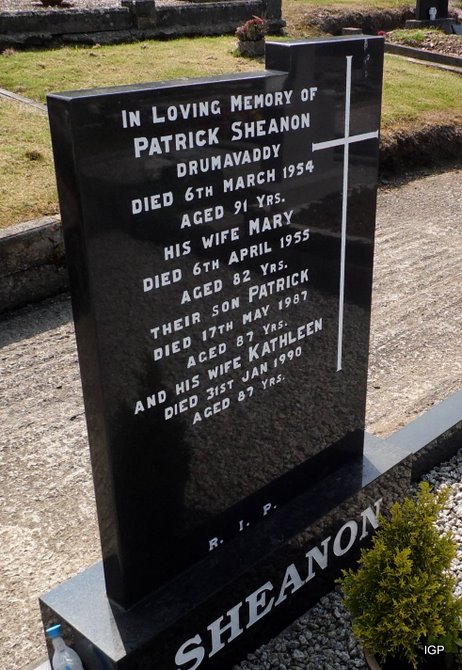 In Loving Memory of
Patrick Sheanon
Drumavaddy
Died 6th March 1954
Aged 91 Yrs.
His Wife Mary
Died 6th April 1955
Aged 82 Yrs.
Their Son Patrick
Died 17th May 1987
Aged 87 Yrs.
And His Wife Kathleen
Died 31st Jan 1990
Aged 87 Yrs.
R. I. P.
SHEANON
IGP